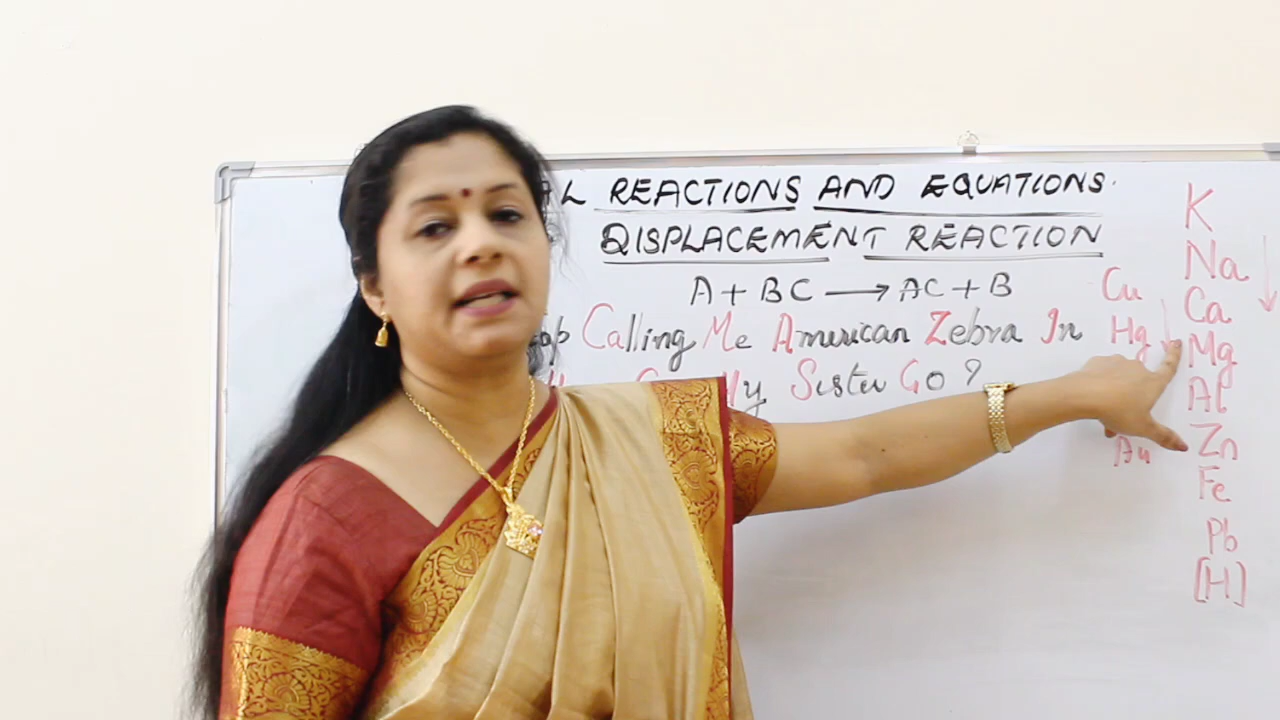 AL REACTIONS AND EQUATIONS.
DISPLACEMENT REACTION
A + BC → AC + B
Calling Me American Zebra In
My Sister Go ?
Cu
Hg
Au
K
Na
Ca
Mg
Al
Zn
Fe
Pb
[H]